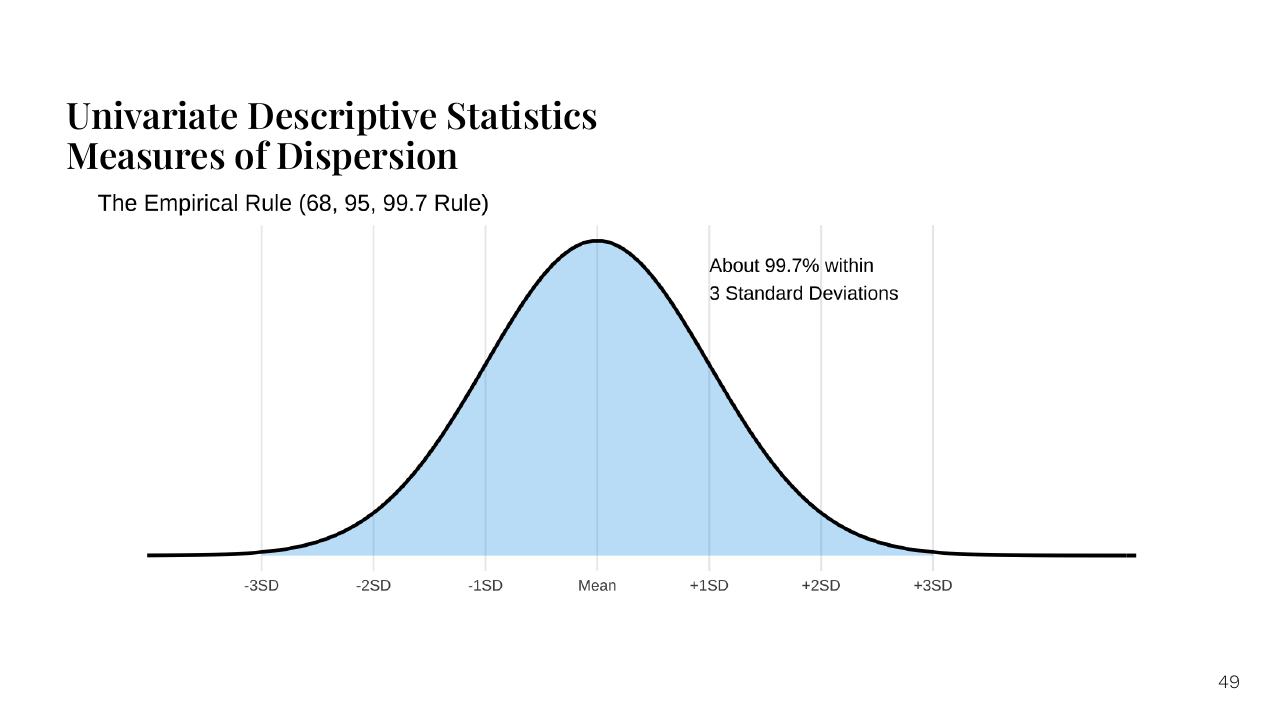 Univariate Descriptive Statistics
Measures of Dispersion
The Empirical Rule (68, 95, 99.7 Rule)
About 99.7% within
3 Standard Deviations
-3SD -2SD -1SD Mean +1SD +2SD +3SD
49